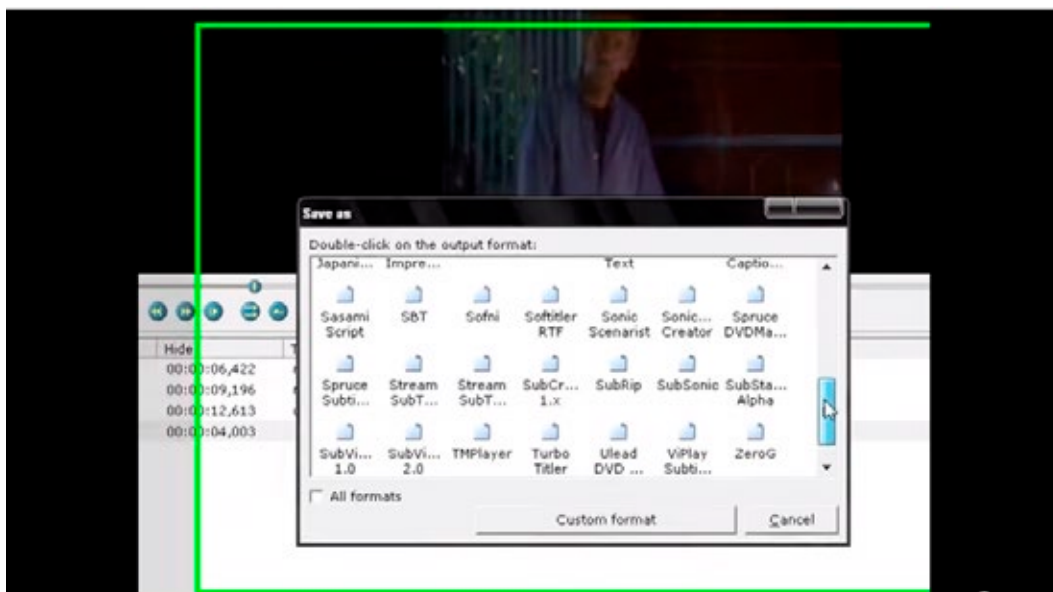 Save as
Double-click on the output format:
Japani... Impre... Text Captio...
Sasami Script
SBT
Sofni
Softitler RTF
Sonic Scenarist
Sonic... Creator
Spruce DVDMa...
Spruce Subti...
Stream SubT...
Stream SubT...
SubCr... 1.x
SubRip
SubSonic
SubSta... Alpha
SubVi... 1.0
SubVi... 2.0
TMPlayer
Turbo Titler
Ulead DVD ...
ViPlay Subti...
ZeroG
All formats
Custom format
Cancel
Hide
00:00:06,422
00:00:09,196
00:00:12,613
00:00:04,003